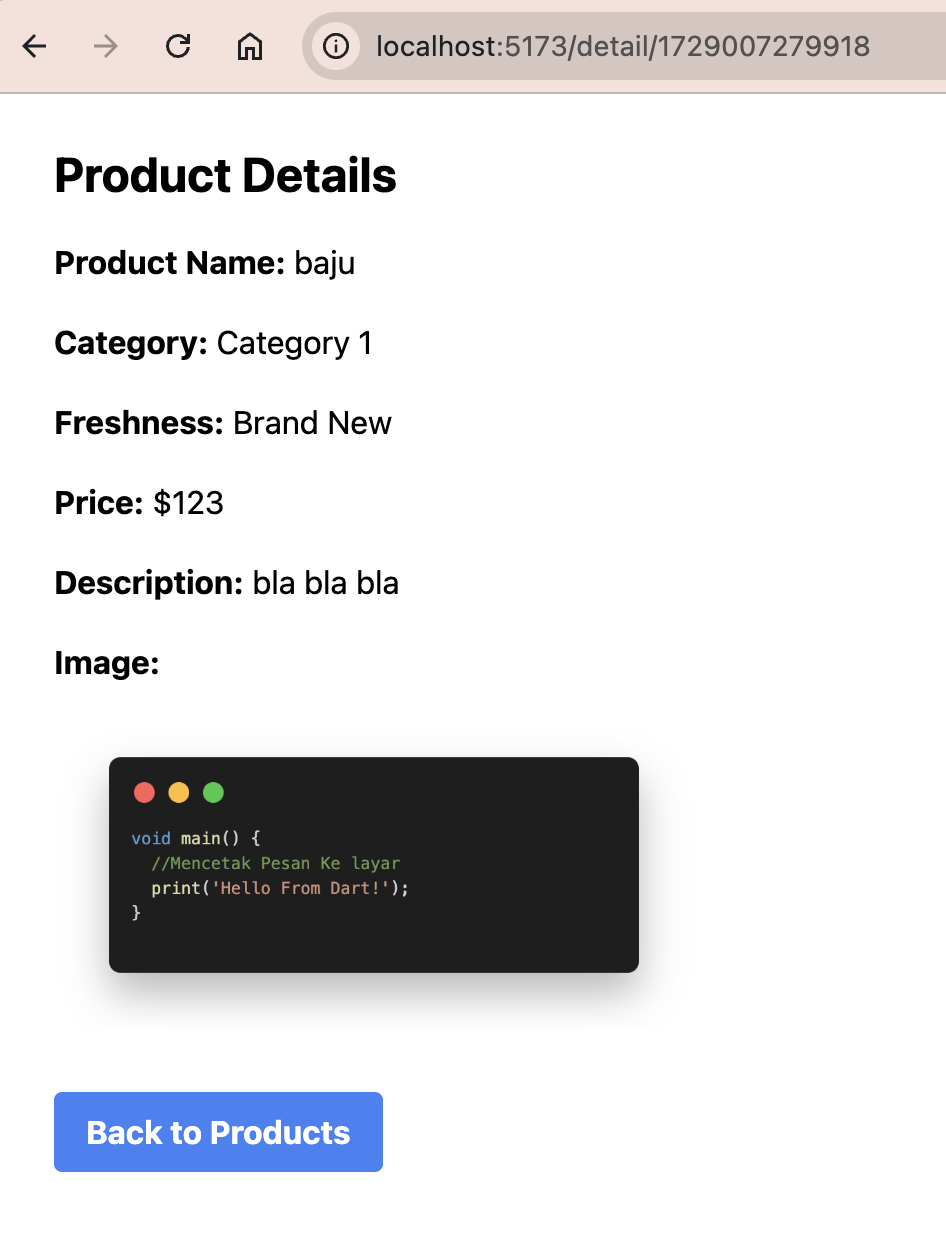 localhost:5173/detail/1729007279918
Product Details
Product Name: baju
Category: Category 1
Freshness: Brand New
Price: $123
Description: bla bla bla
Image:
void main() {
  //Mencetak Pesan Ke layar
  print('Hello From Dart!');
}
Back to Products